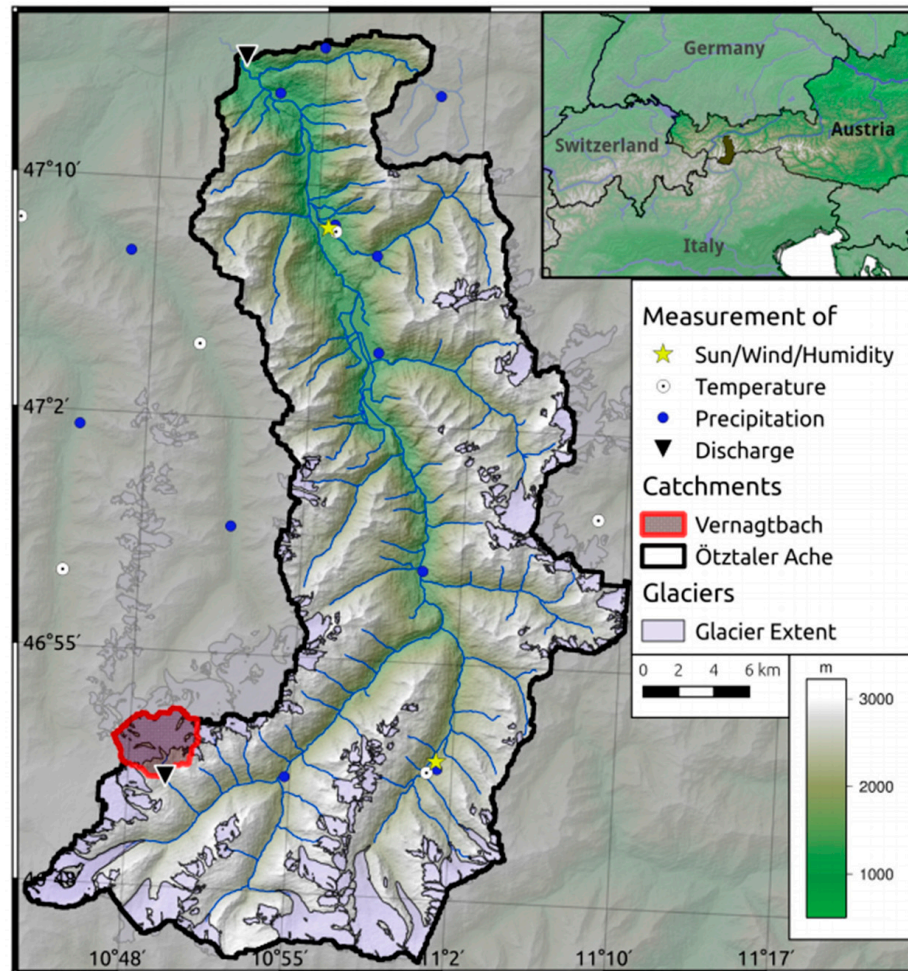 Germany
Switzerland
Austria
Italy
47°10′
47°2′
46°55′
10°48′
10°55′
11°2′
11°10′
11°17′
Measurement of
Sun/Wind/Humidity
Temperature
Precipitation
Discharge
Catchments
Vernagtbach
Ötztaler Ache
Glaciers
Glacier Extent
0 2 4 6 km
m
3000
2000
1000